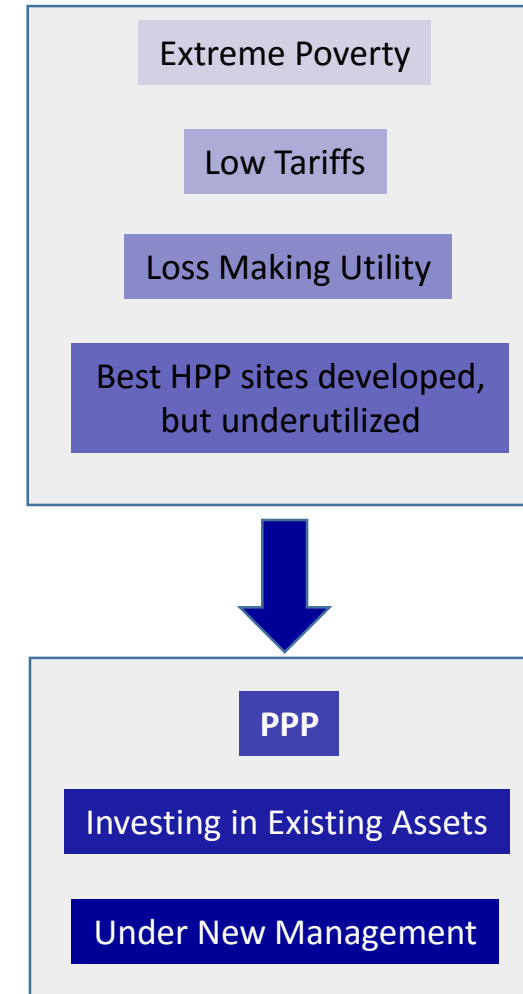 Extreme Poverty
Low Tariffs
Loss Making Utility
Best HPP sites developed,
but underutilized
PPP
Investing in Existing Assets
Under New Management